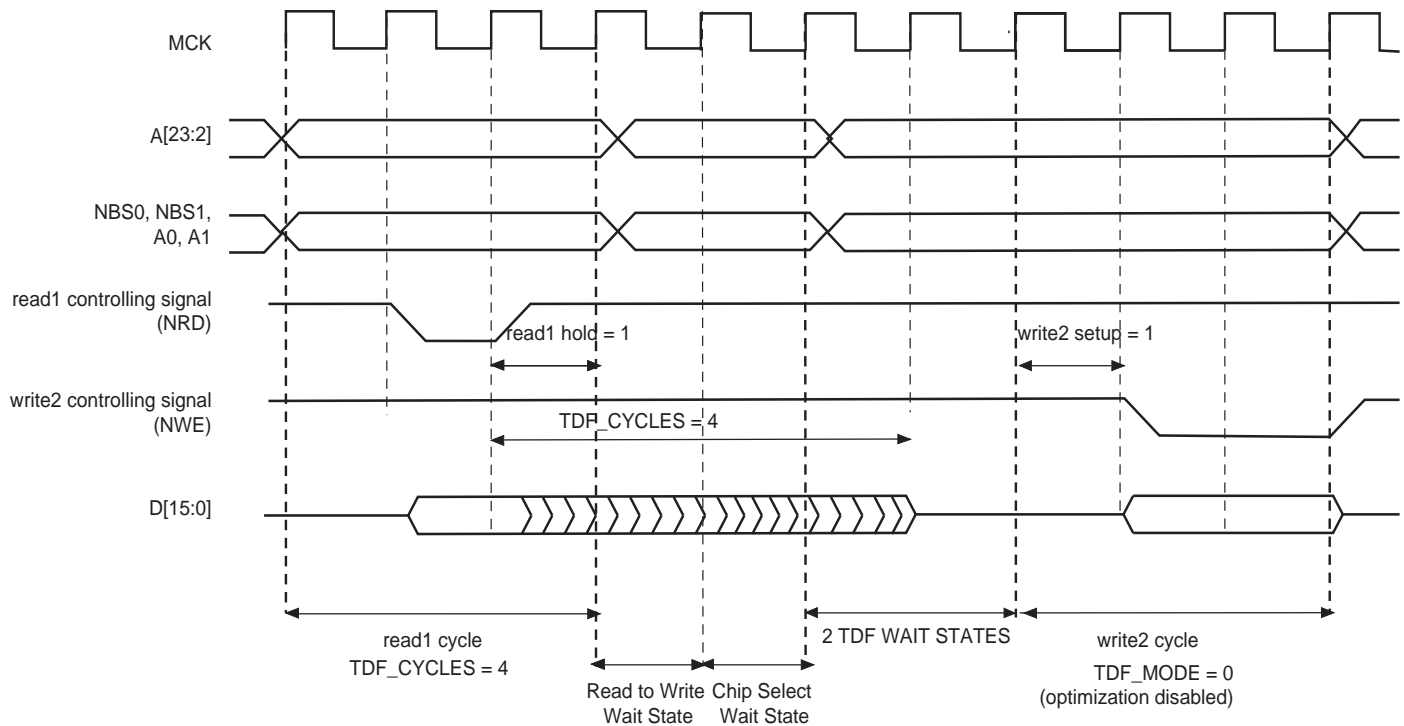 MCK
A[23:2]
NBS0, NBS1,
A0, A1
read1 controlling signal
(NRD)
read1 hold = 1
write2 setup = 1
write2 controlling signal
(NWE)
TDF_CYCLES = 4
D[15:0]
read1 cycle
TDF_CYCLES = 4
2 TDF WAIT STATES
write2 cycle
TDF_MODE = 0
(optimization disabled)
Read to Write
Wait State
Chip Select
Wait State